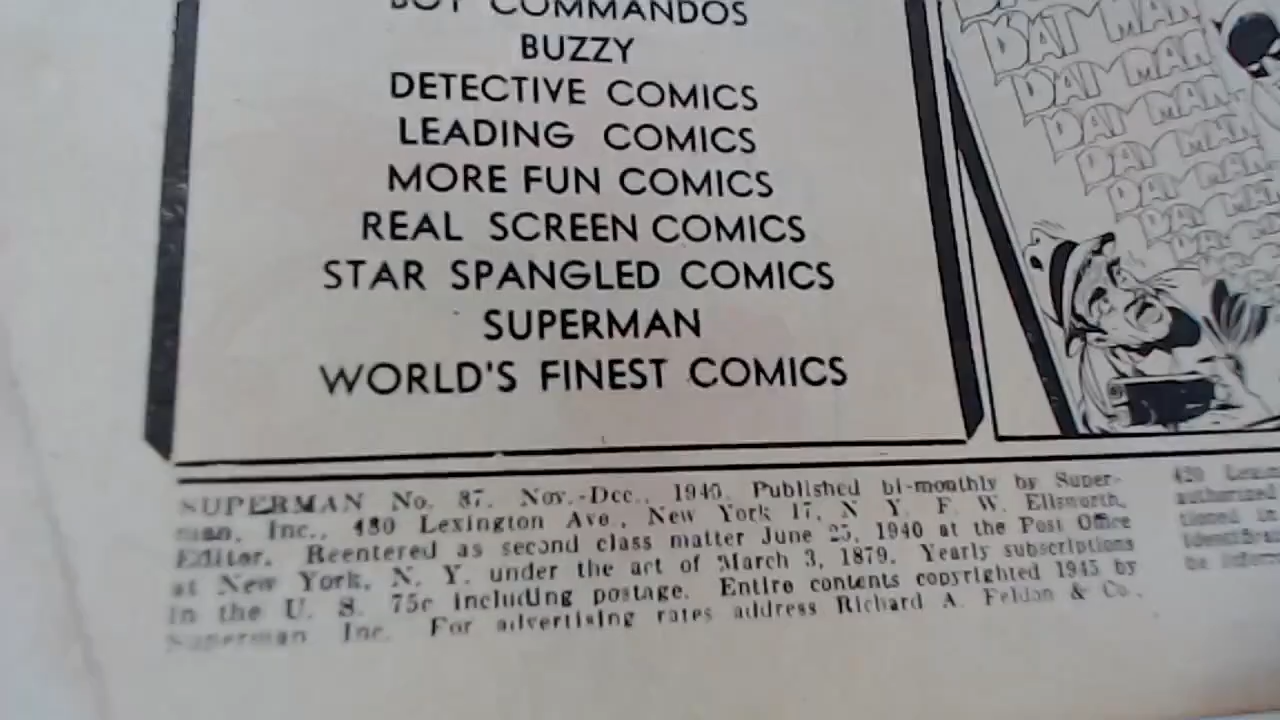 BOY COMMANDOS
BUZZY
DETECTIVE COMICS
LEADING COMICS
MORE FUN COMICS
REAL SCREEN COMICS
STAR SPANGLED COMICS
SUPERMAN
WORLD'S FINEST COMICS
SUPERMAN No. 37. Nov.-Dec., 1945. Published bi-monthly by Super-
man, Inc., 480 Lexington Ave., New York 17, N. Y. F. W. Ellsworth,
Editor. Reentered as second class matter June 25, 1940 at the Post Office
at New York, N. Y. under the act of March 3, 1879. Yearly subscriptions
in the U. S. 75c including postage. Entire contents copyrighted 1945 by
Superman Inc. For advertising rates address Richard A. Feldon & Co.,